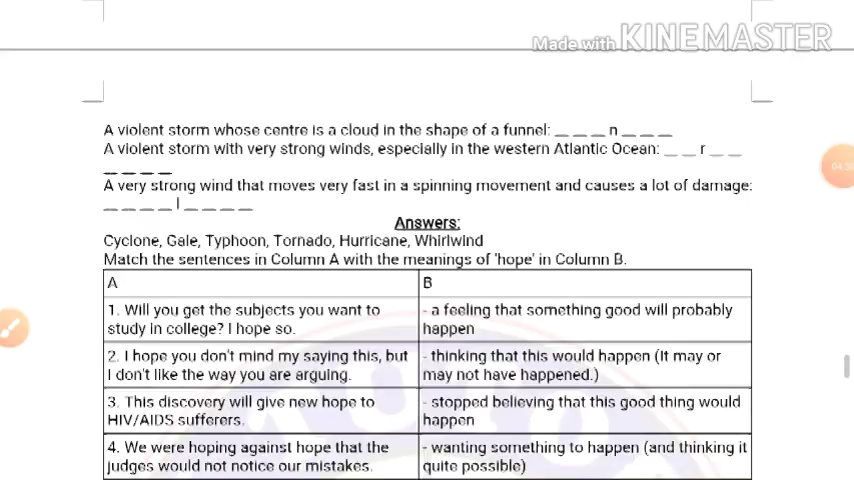 Made with KINEMASTER
A violent storm whose centre is a cloud in the shape of a funnel: _ _ _ n _ _ _
A violent storm with very strong winds, especially in the western Atlantic Ocean: _ _ r _ _
_ _ _ _
A very strong wind that moves very fast in a spinning movement and causes a lot of damage:
_ _ _ _ l _ _ _ _
Answers:
Cyclone, Gale, Typhoon, Tornado, Hurricane, Whirlwind
Match the sentences in Column A with the meanings of 'hope' in Column B.
A
B
1. Will you get the subjects you want to
study in college? I hope so.
- a feeling that something good will probably
happen
2. I hope you don't mind my saying this, but
I don't like the way you are arguing.
- thinking that this would happen (It may or
may not have happened.)
3. This discovery will give new hope to
HIV/AIDS sufferers.
- stopped believing that this good thing would
happen
4. We were hoping against hope that the
judges would not notice our mistakes.
- wanting something to happen (and thinking it
quite possible)